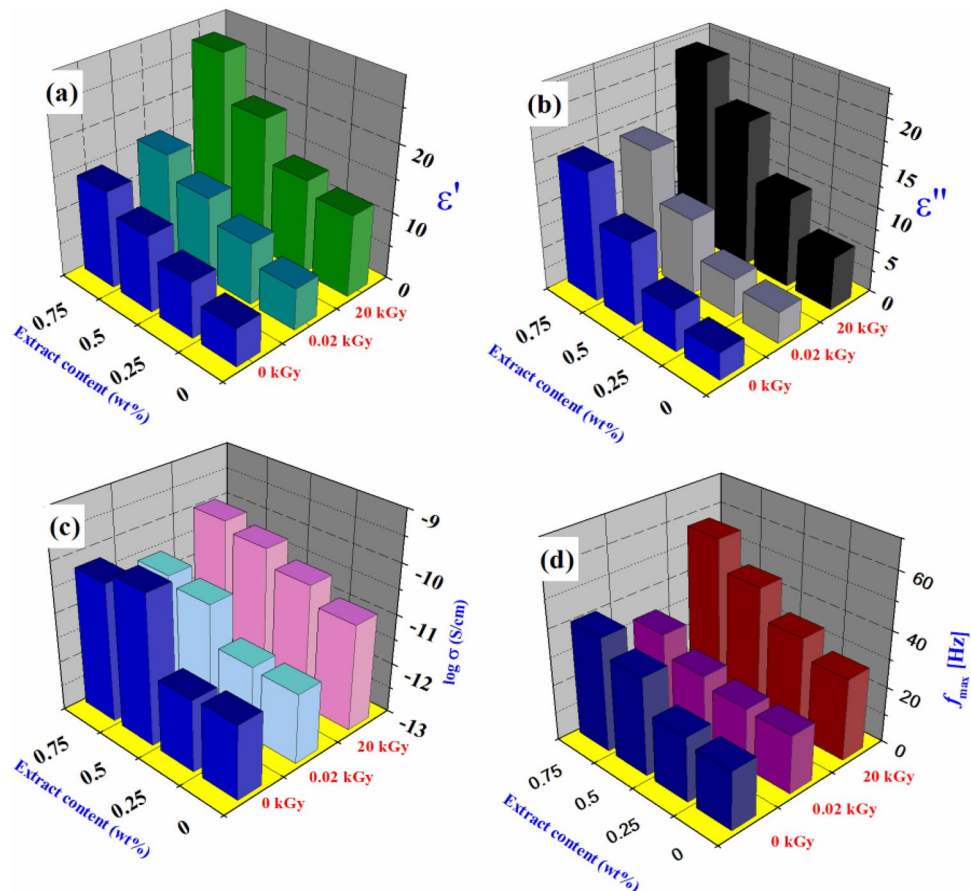 (a)
20
10
0
ε'
0.75
0.5
0.25
0
Extract content (wt%)
0 kGy
0.02 kGy
20 kGy
(b)
20
15
10
5
0
ε''
0.75
0.5
0.25
0
Extract content (wt%)
0 kGy
0.02 kGy
20 kGy
(c)
-9
-10
-11
-12
-13
log σ (S/cm)
0.75
0.5
0.25
0
Extract content (wt%)
0 kGy
0.02 kGy
20 kGy
(d)
60
40
20
0
fmax [Hz]
0.75
0.5
0.25
0
Extract content (wt%)
0 kGy
0.02 kGy
20 kGy